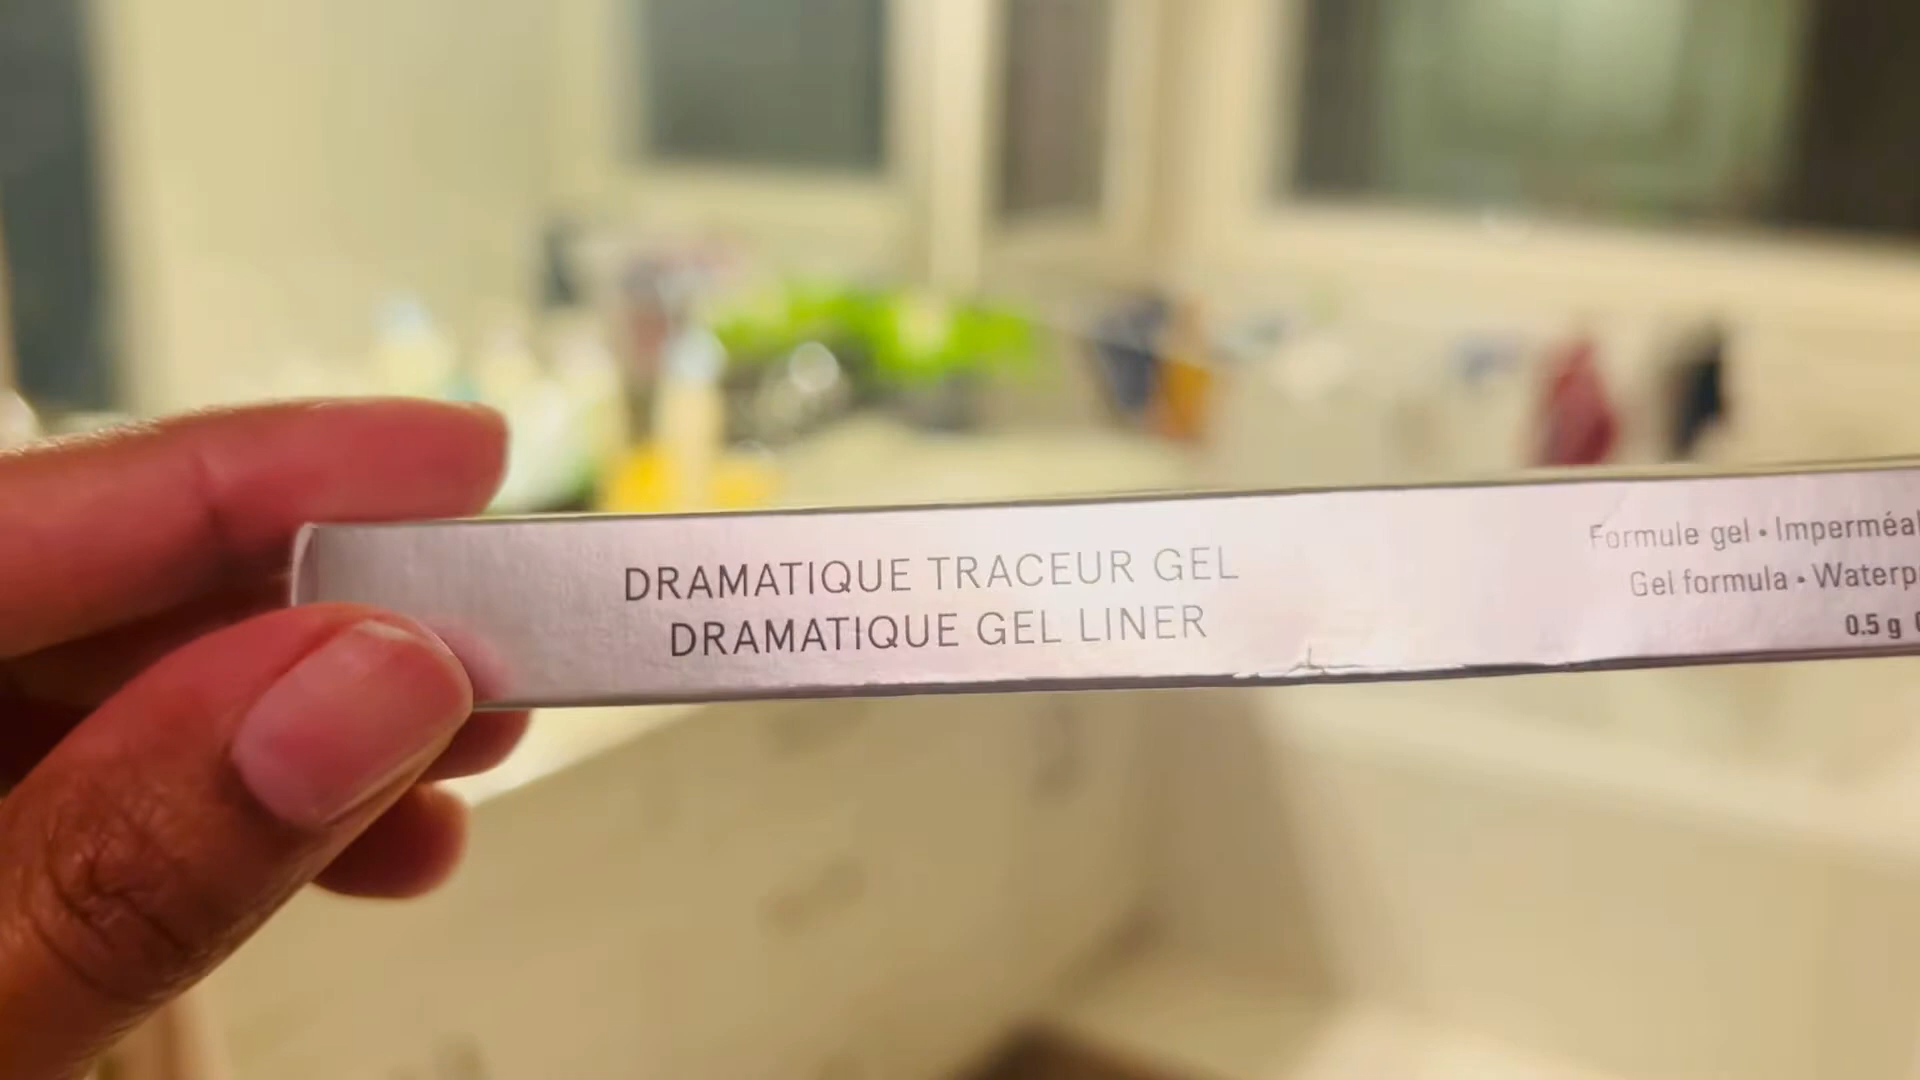 DRAMATIQUE TRACEUR GEL
DRAMATIQUE GEL LINER
Formule gel • Imperméal
Gel formula • Waterp
0.5 g